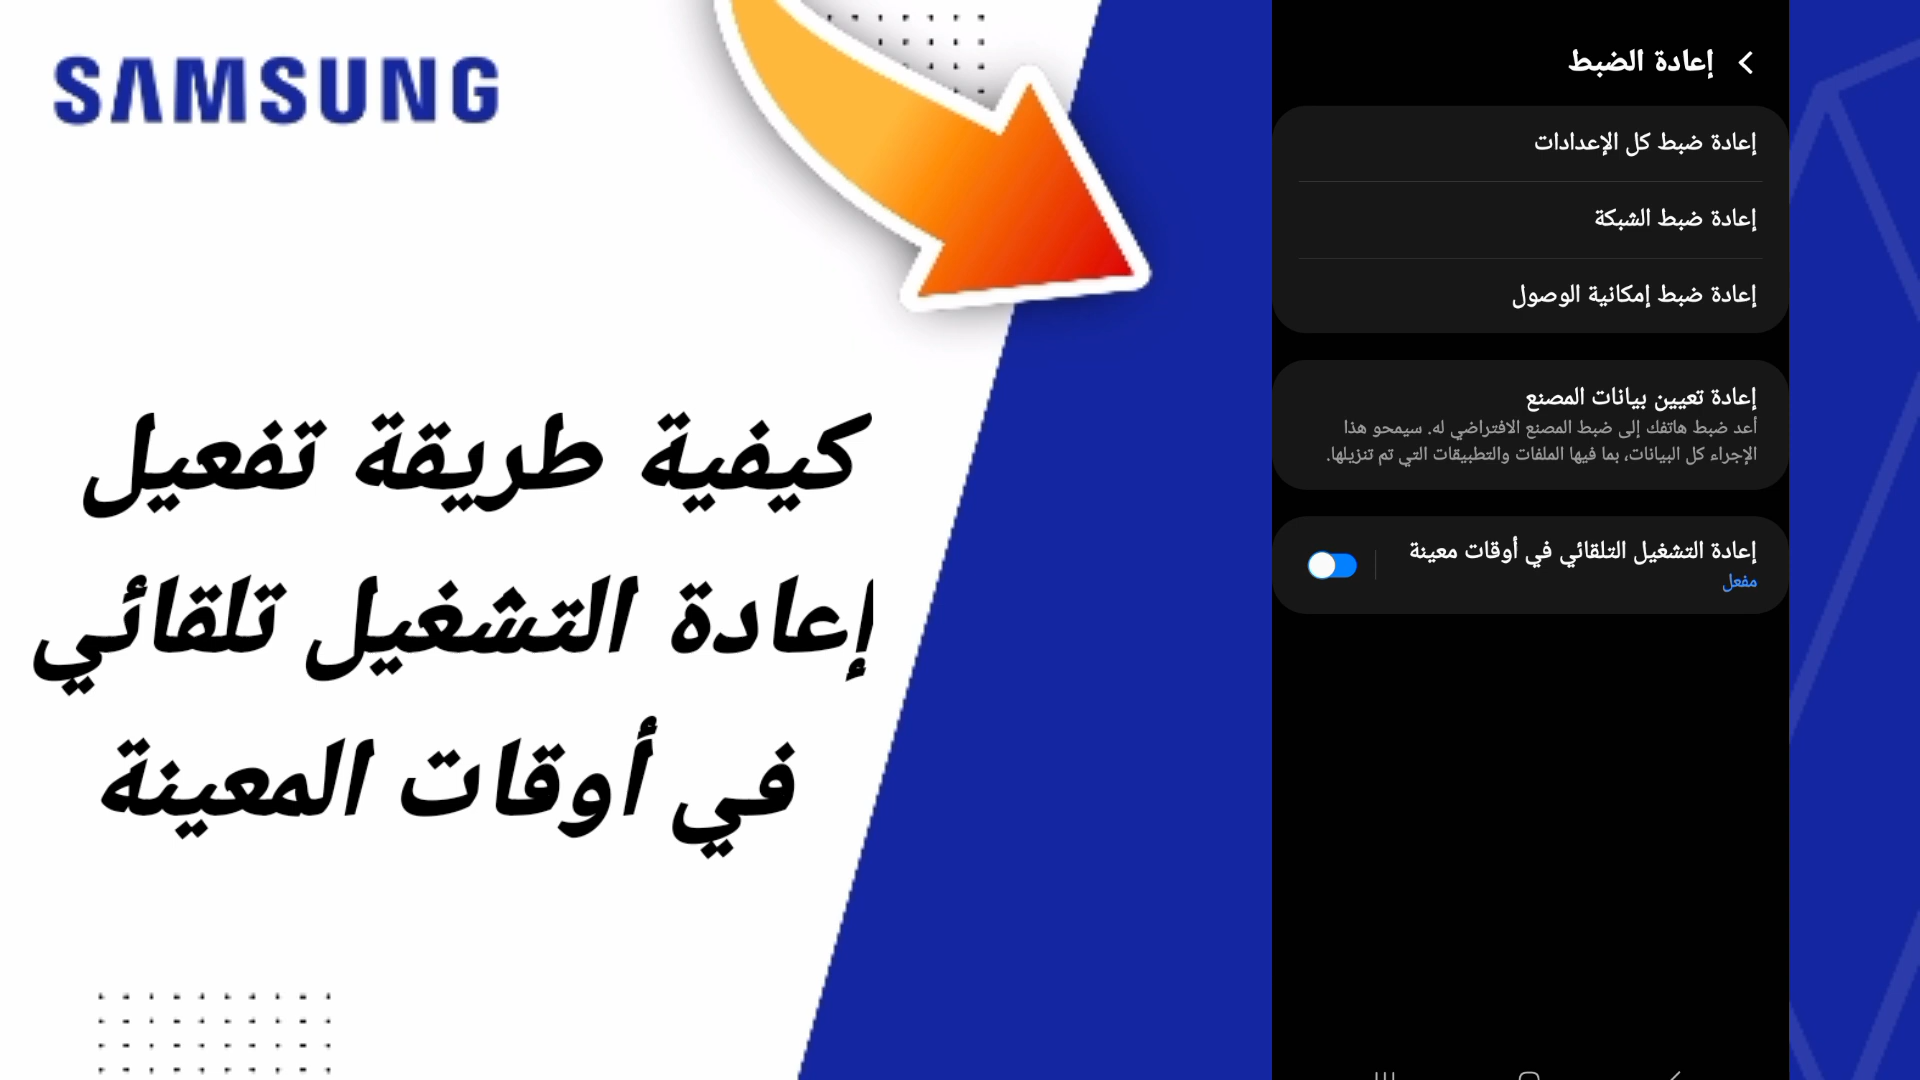 SAMSUNG
كيفية طريقة تفعيل
إعادة التشغيل تلقائي
في أوقات المعينة
إعادة الضبط
إعادة ضبط كل الإعدادات
إعادة ضبط الشبكة
إعادة ضبط إمكانية الوصول
إعادة تعيين بيانات المصنع
أعد ضبط هاتفك إلى ضبط المصنع الافتراضي له. سيمحو هذا
الإجراء كل البيانات، بما فيها الملفات والتطبيقات التي تم تنزيلها.
إعادة التشغيل التلقائي في أوقات معينة
مفعل